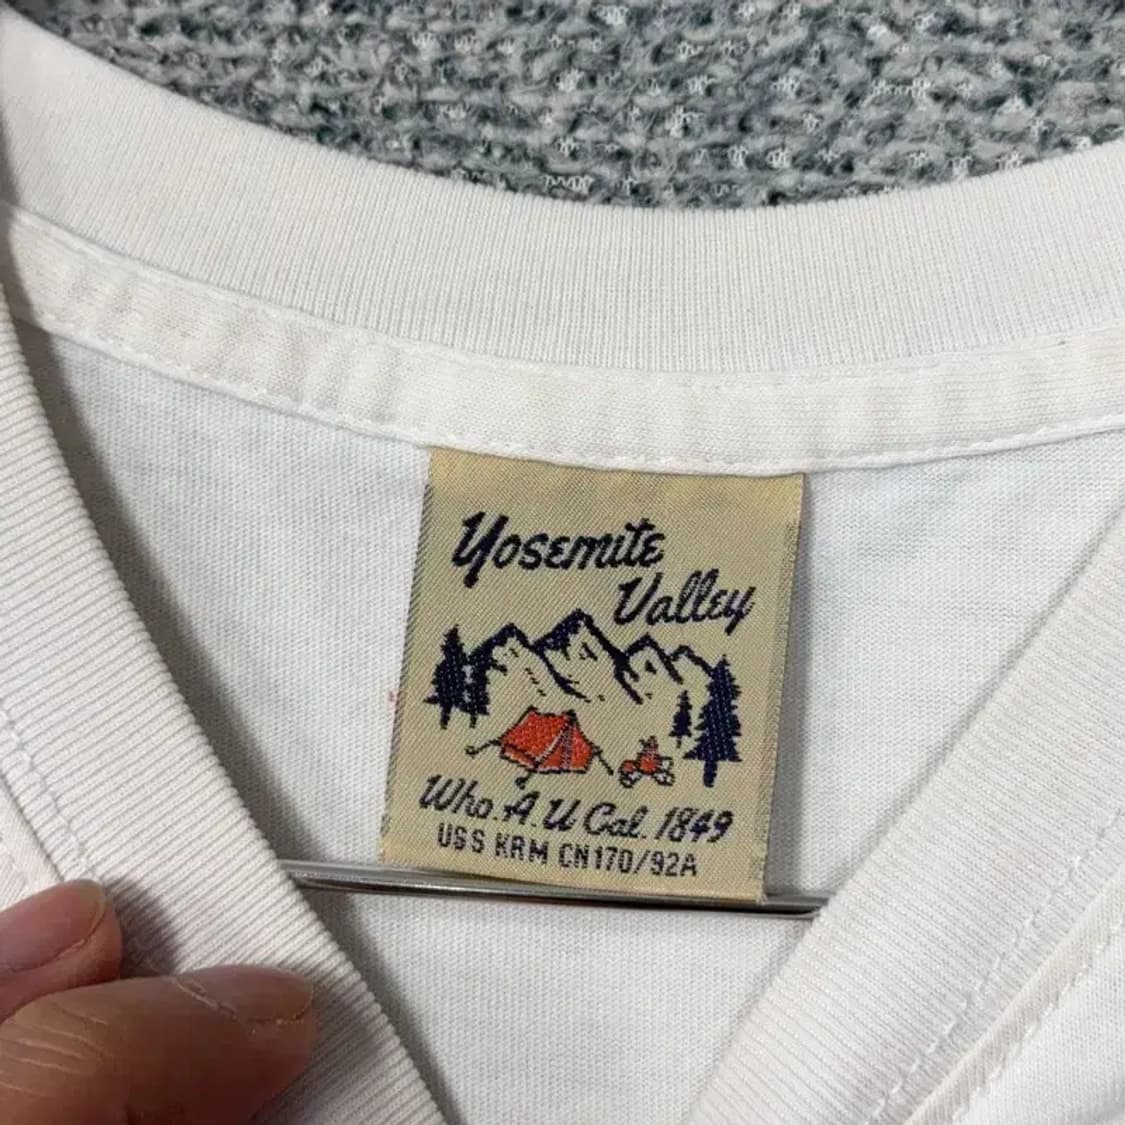 Yosemite
Valley
Who.A.U Cal. 1849
USS KRM CN170/92A